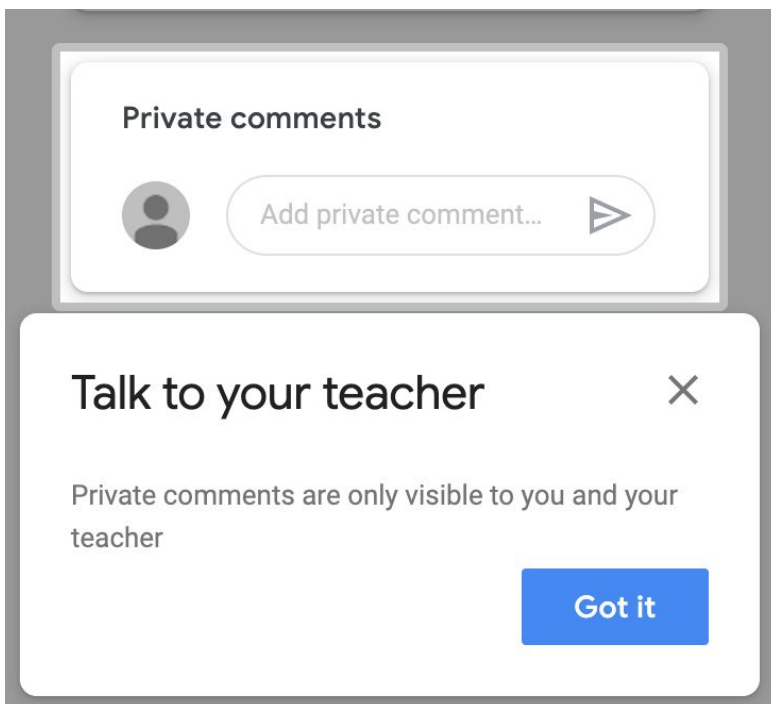 Private comments
Add private comment...
Talk to your teacher
Private comments are only visible to you and your
teacher
Got it